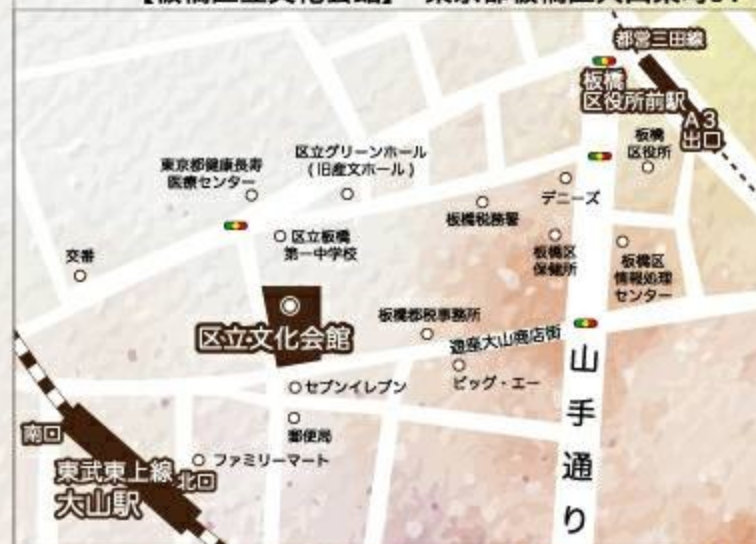 都営三田線
板橋
区役所前駅
A3
出口
板橋
区役所
区立グリーンホール
(旧産文ホール)
東京都健康長寿
医療センター
デニーズ
板橋税務署
区立板橋
第一中学校
板橋区
保健所
板橋区
情報処理
センター
交番
区立文化会館
板橋都税事務所
遊座大山商店街
ビッグ・エー
山手通り
セブンイレブン
郵便局
南口
ファミリーマート
東武東上線
大山駅
北口